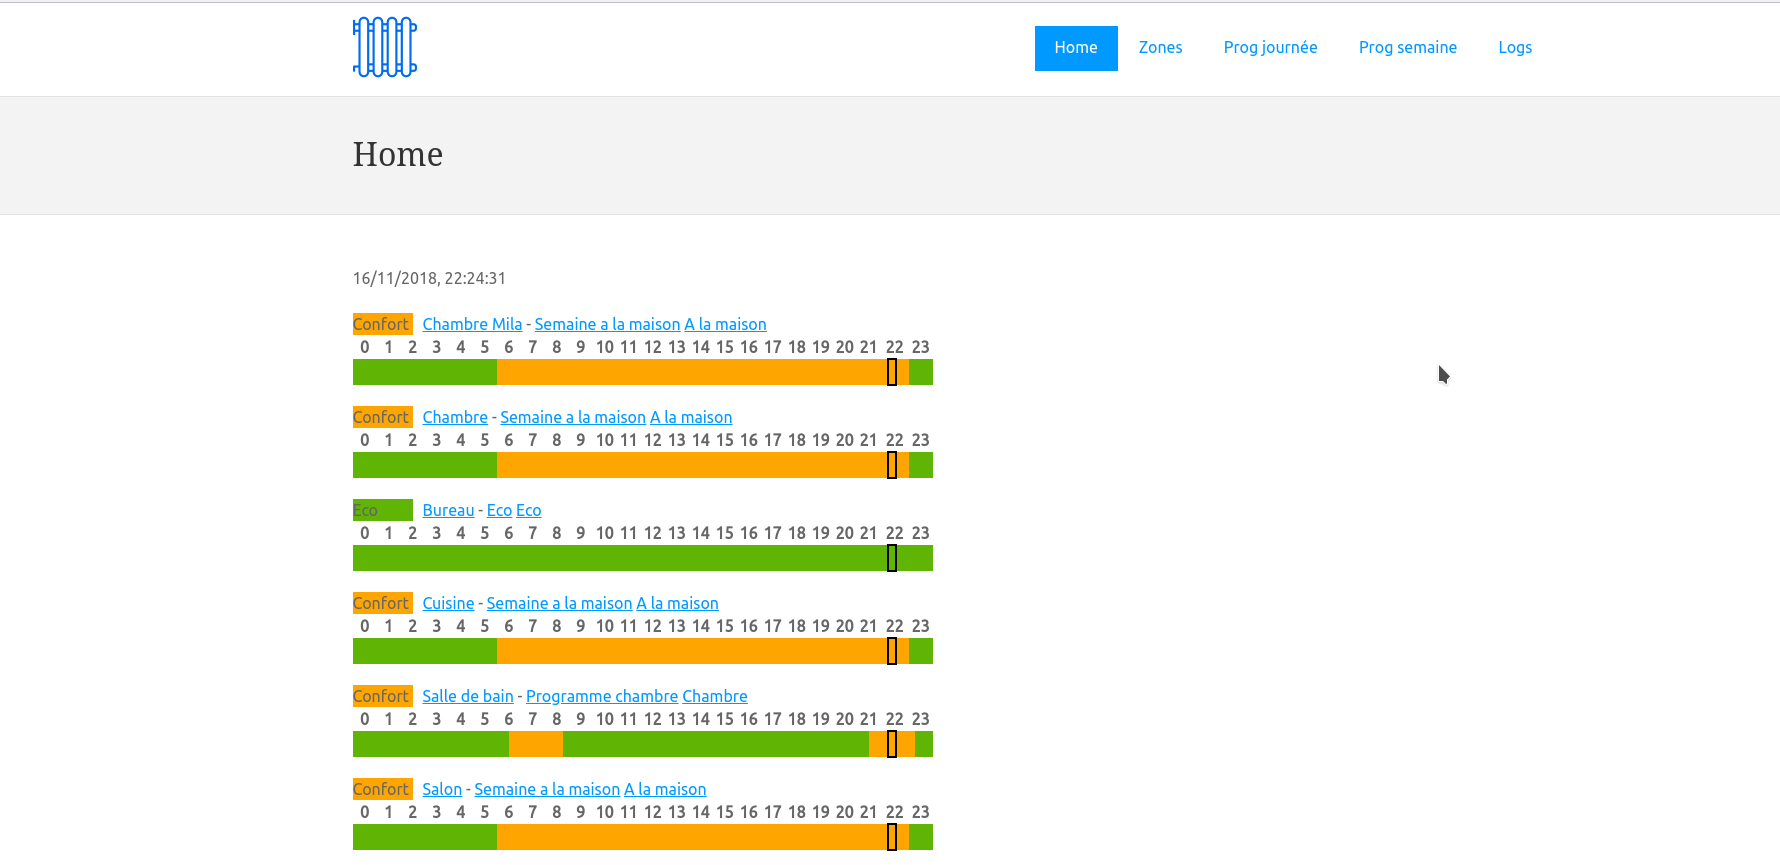 Home Zones Prog journée Prog semaine Logs
Home
16/11/2018, 22:24:31
Confort Chambre Mila - Semaine a la maison A la maison
0 1 2 3 4 5 6 7 8 9 10 11 12 13 14 15 16 17 18 19 20 21 22 23
Confort Chambre - Semaine a la maison A la maison
0 1 2 3 4 5 6 7 8 9 10 11 12 13 14 15 16 17 18 19 20 21 22 23
Eco Bureau - Eco Eco
0 1 2 3 4 5 6 7 8 9 10 11 12 13 14 15 16 17 18 19 20 21 22 23
Confort Cuisine - Semaine a la maison A la maison
0 1 2 3 4 5 6 7 8 9 10 11 12 13 14 15 16 17 18 19 20 21 22 23
Confort Salle de bain - Programme chambre Chambre
0 1 2 3 4 5 6 7 8 9 10 11 12 13 14 15 16 17 18 19 20 21 22 23
Confort Salon - Semaine a la maison A la maison
0 1 2 3 4 5 6 7 8 9 10 11 12 13 14 15 16 17 18 19 20 21 22 23